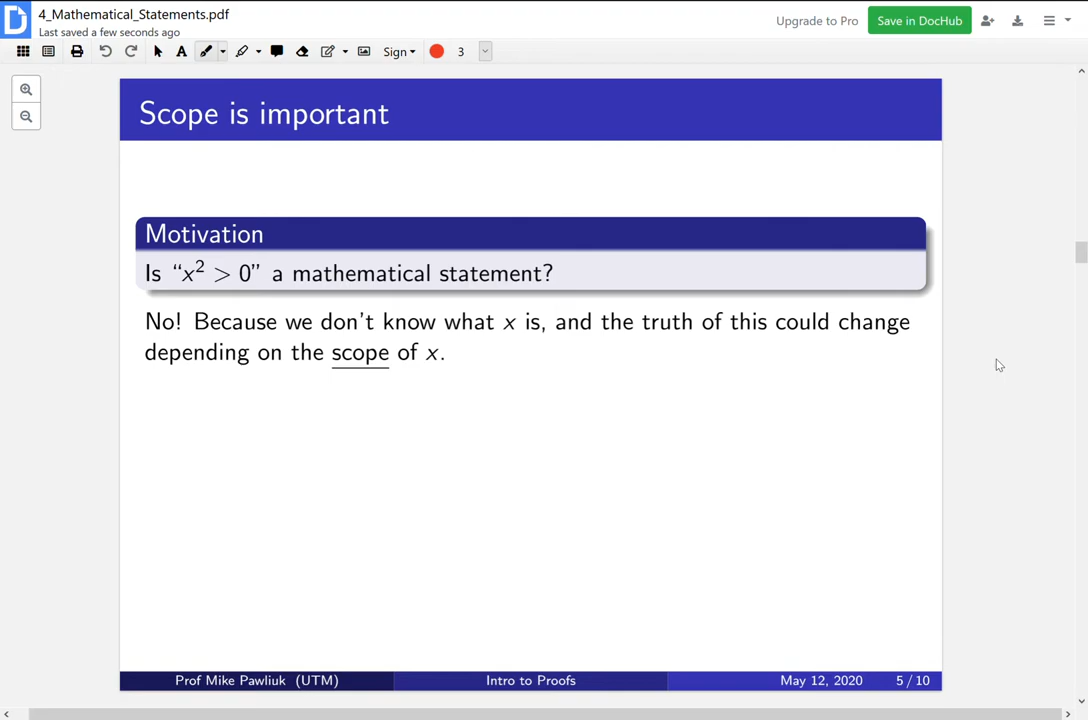 4_Mathematical_Statements.pdf
Last saved a few seconds ago
Upgrade to Pro
Save in DocHub
A
Sign
3
Scope is important
Motivation
Is “x² > 0” a mathematical statement?
No! Because we don't know what x is, and the truth of this could change
depending on the scope of x.
Prof Mike Pawliuk (UTM)
Intro to Proofs
May 12, 2020
5 / 10